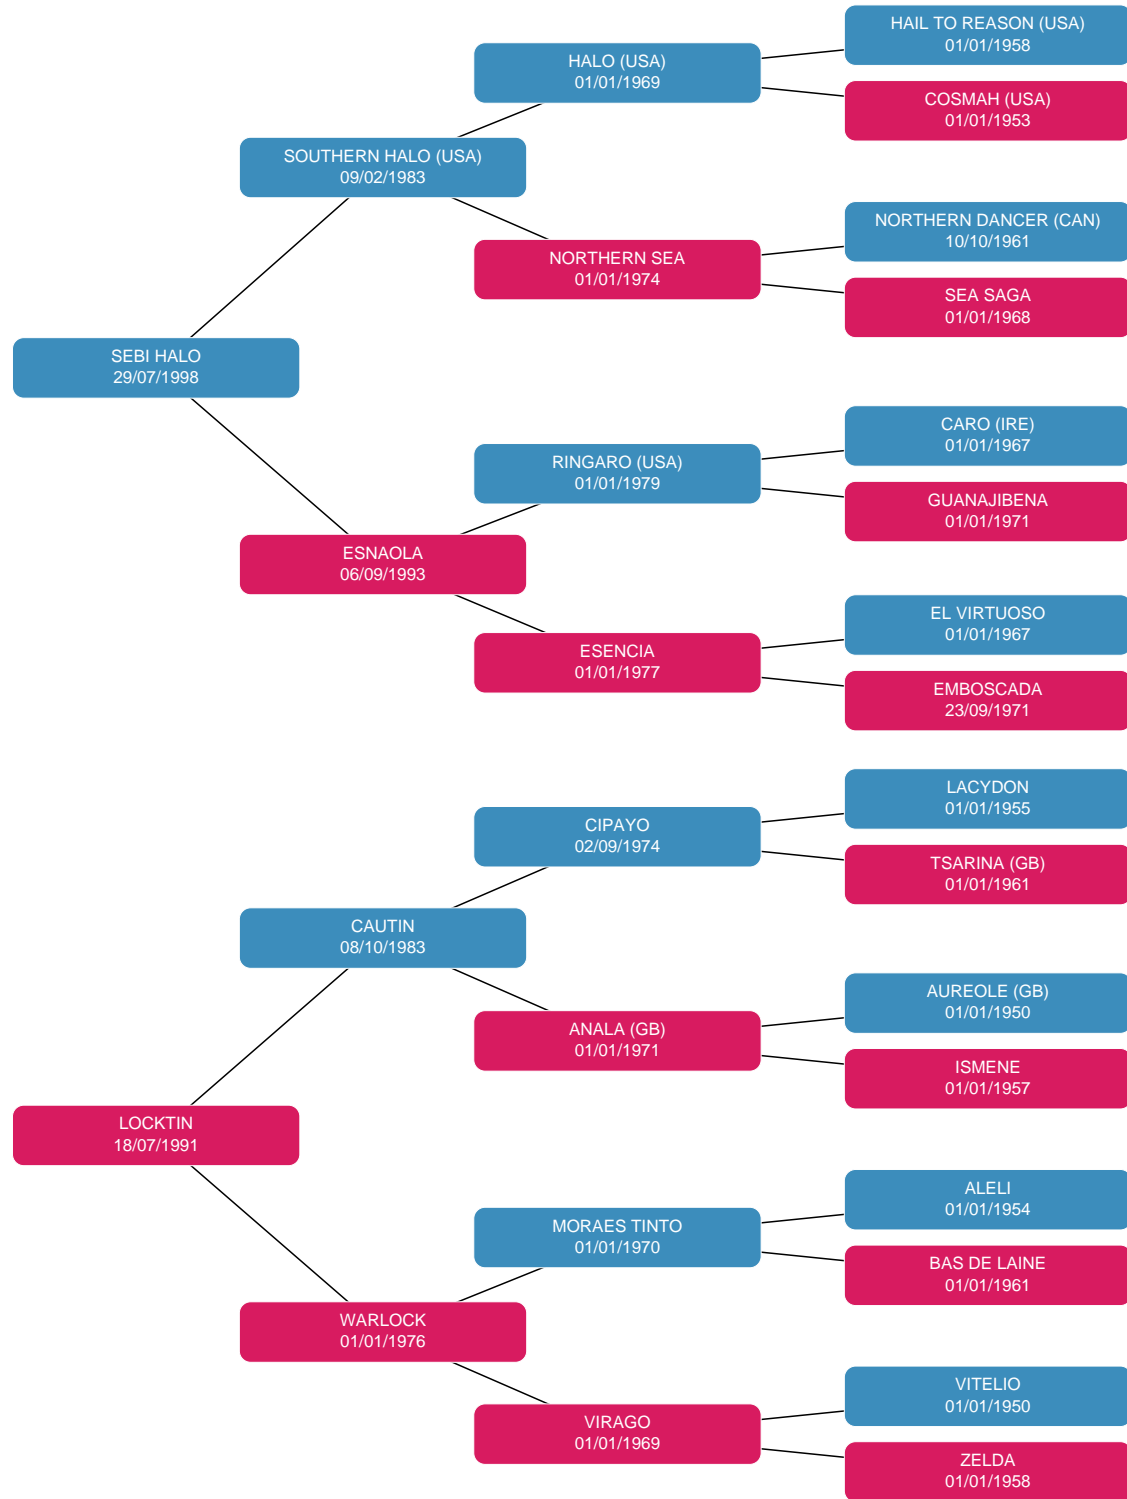 HAIL TO REASON (USA)
01/01/1958
HALO (USA)
01/01/1969
COSMAH (USA)
01/01/1953
SOUTHERN HALO (USA)
09/02/1983
NORTHERN DANCER (CAN)
10/10/1961
NORTHERN SEA
01/01/1974
SEA SAGA
01/01/1968
SEBI HALO
29/07/1998
CARO (IRE)
01/01/1967
RINGARO (USA)
01/01/1979
GUANAJIBENA
01/01/1971
ESNAOLA
06/09/1993
EL VIRTUOSO
01/01/1967
ESENCIA
01/01/1977
EMBOSCADA
23/09/1971
LACYDON
01/01/1955
CIPAYO
02/09/1974
TSARINA (GB)
01/01/1961
CAUTIN
08/10/1983
AUREOLE (GB)
01/01/1950
ANALA (GB)
01/01/1971
ISMENE
01/01/1957
LOCKTIN
18/07/1991
ALELI
01/01/1954
MORAES TINTO
01/01/1970
BAS DE LAINE
01/01/1961
WARLOCK
01/01/1976
VITELIO
01/01/1950
VIRAGO
01/01/1969
ZELDA
01/01/1958